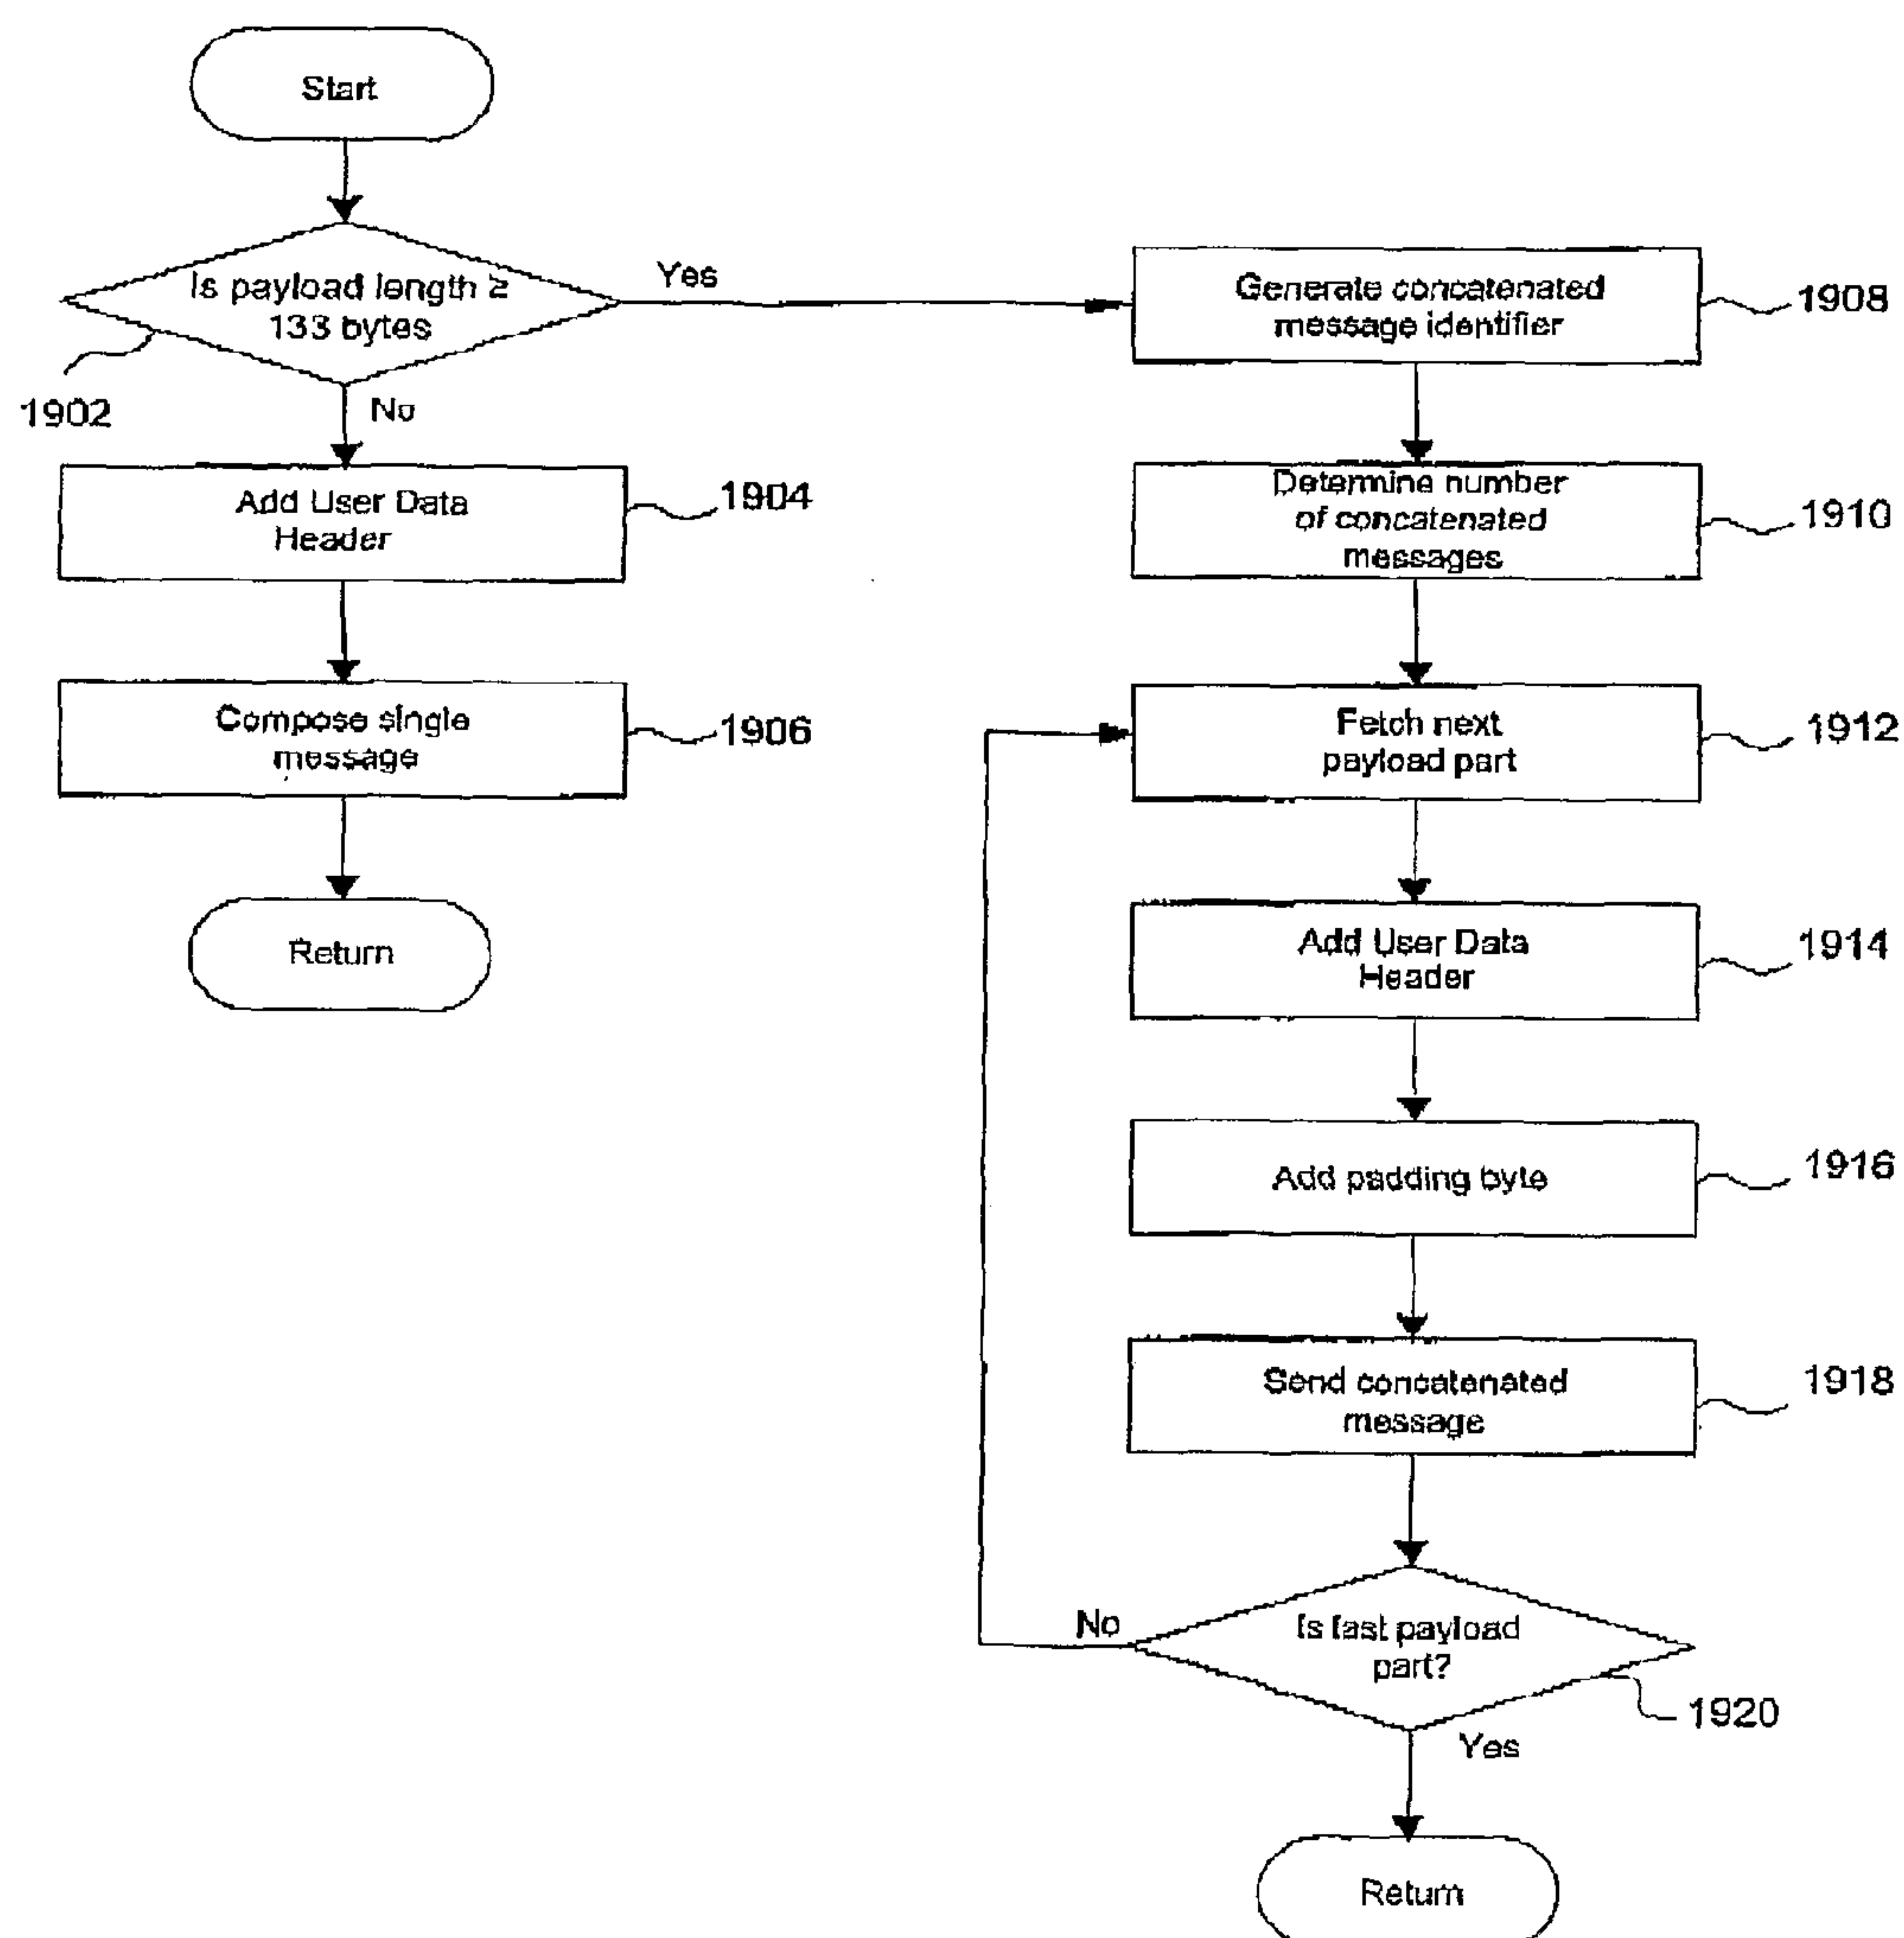 Start
Is payload length ≥
133 bytes
Yes
No
1902
Add User Data
Header
1904
Compose single
message
1906
Return
Generate concatenated
message identifier
1908
Determine number
of concatenated
messages
1910
Fetch next
payload part
1912
Add User Data
Header
1914
Add padding byte
1916
Send concatenated
message
1918
Is last payload
part?
No
1920
Yes
Return